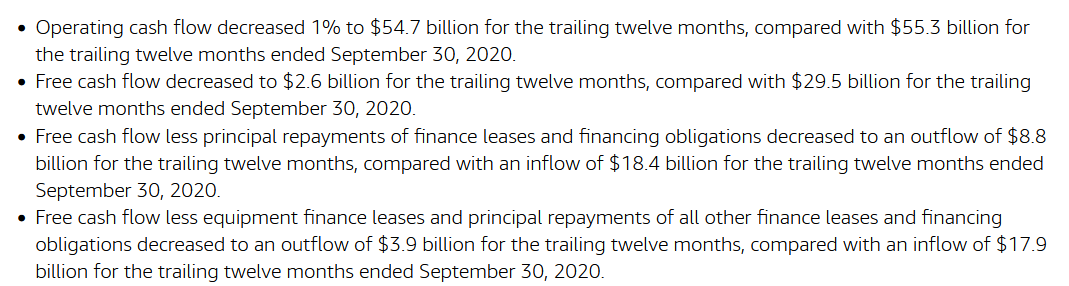 • Operating cash flow decreased 1% to $54.7 billion for the trailing twelve months, compared with $55.3 billion for
the trailing twelve months ended September 30, 2020.
• Free cash flow decreased to $2.6 billion for the trailing twelve months, compared with $29.5 billion for the trailing
twelve months ended September 30, 2020.
• Free cash flow less principal repayments of finance leases and financing obligations decreased to an outflow of $8.8
billion for the trailing twelve months, compared with an inflow of $18.4 billion for the trailing twelve months ended
September 30, 2020.
• Free cash flow less equipment finance leases and principal repayments of all other finance leases and financing
obligations decreased to an outflow of $3.9 billion for the trailing twelve months, compared with an inflow of $17.9
billion for the trailing twelve months ended September 30, 2020.